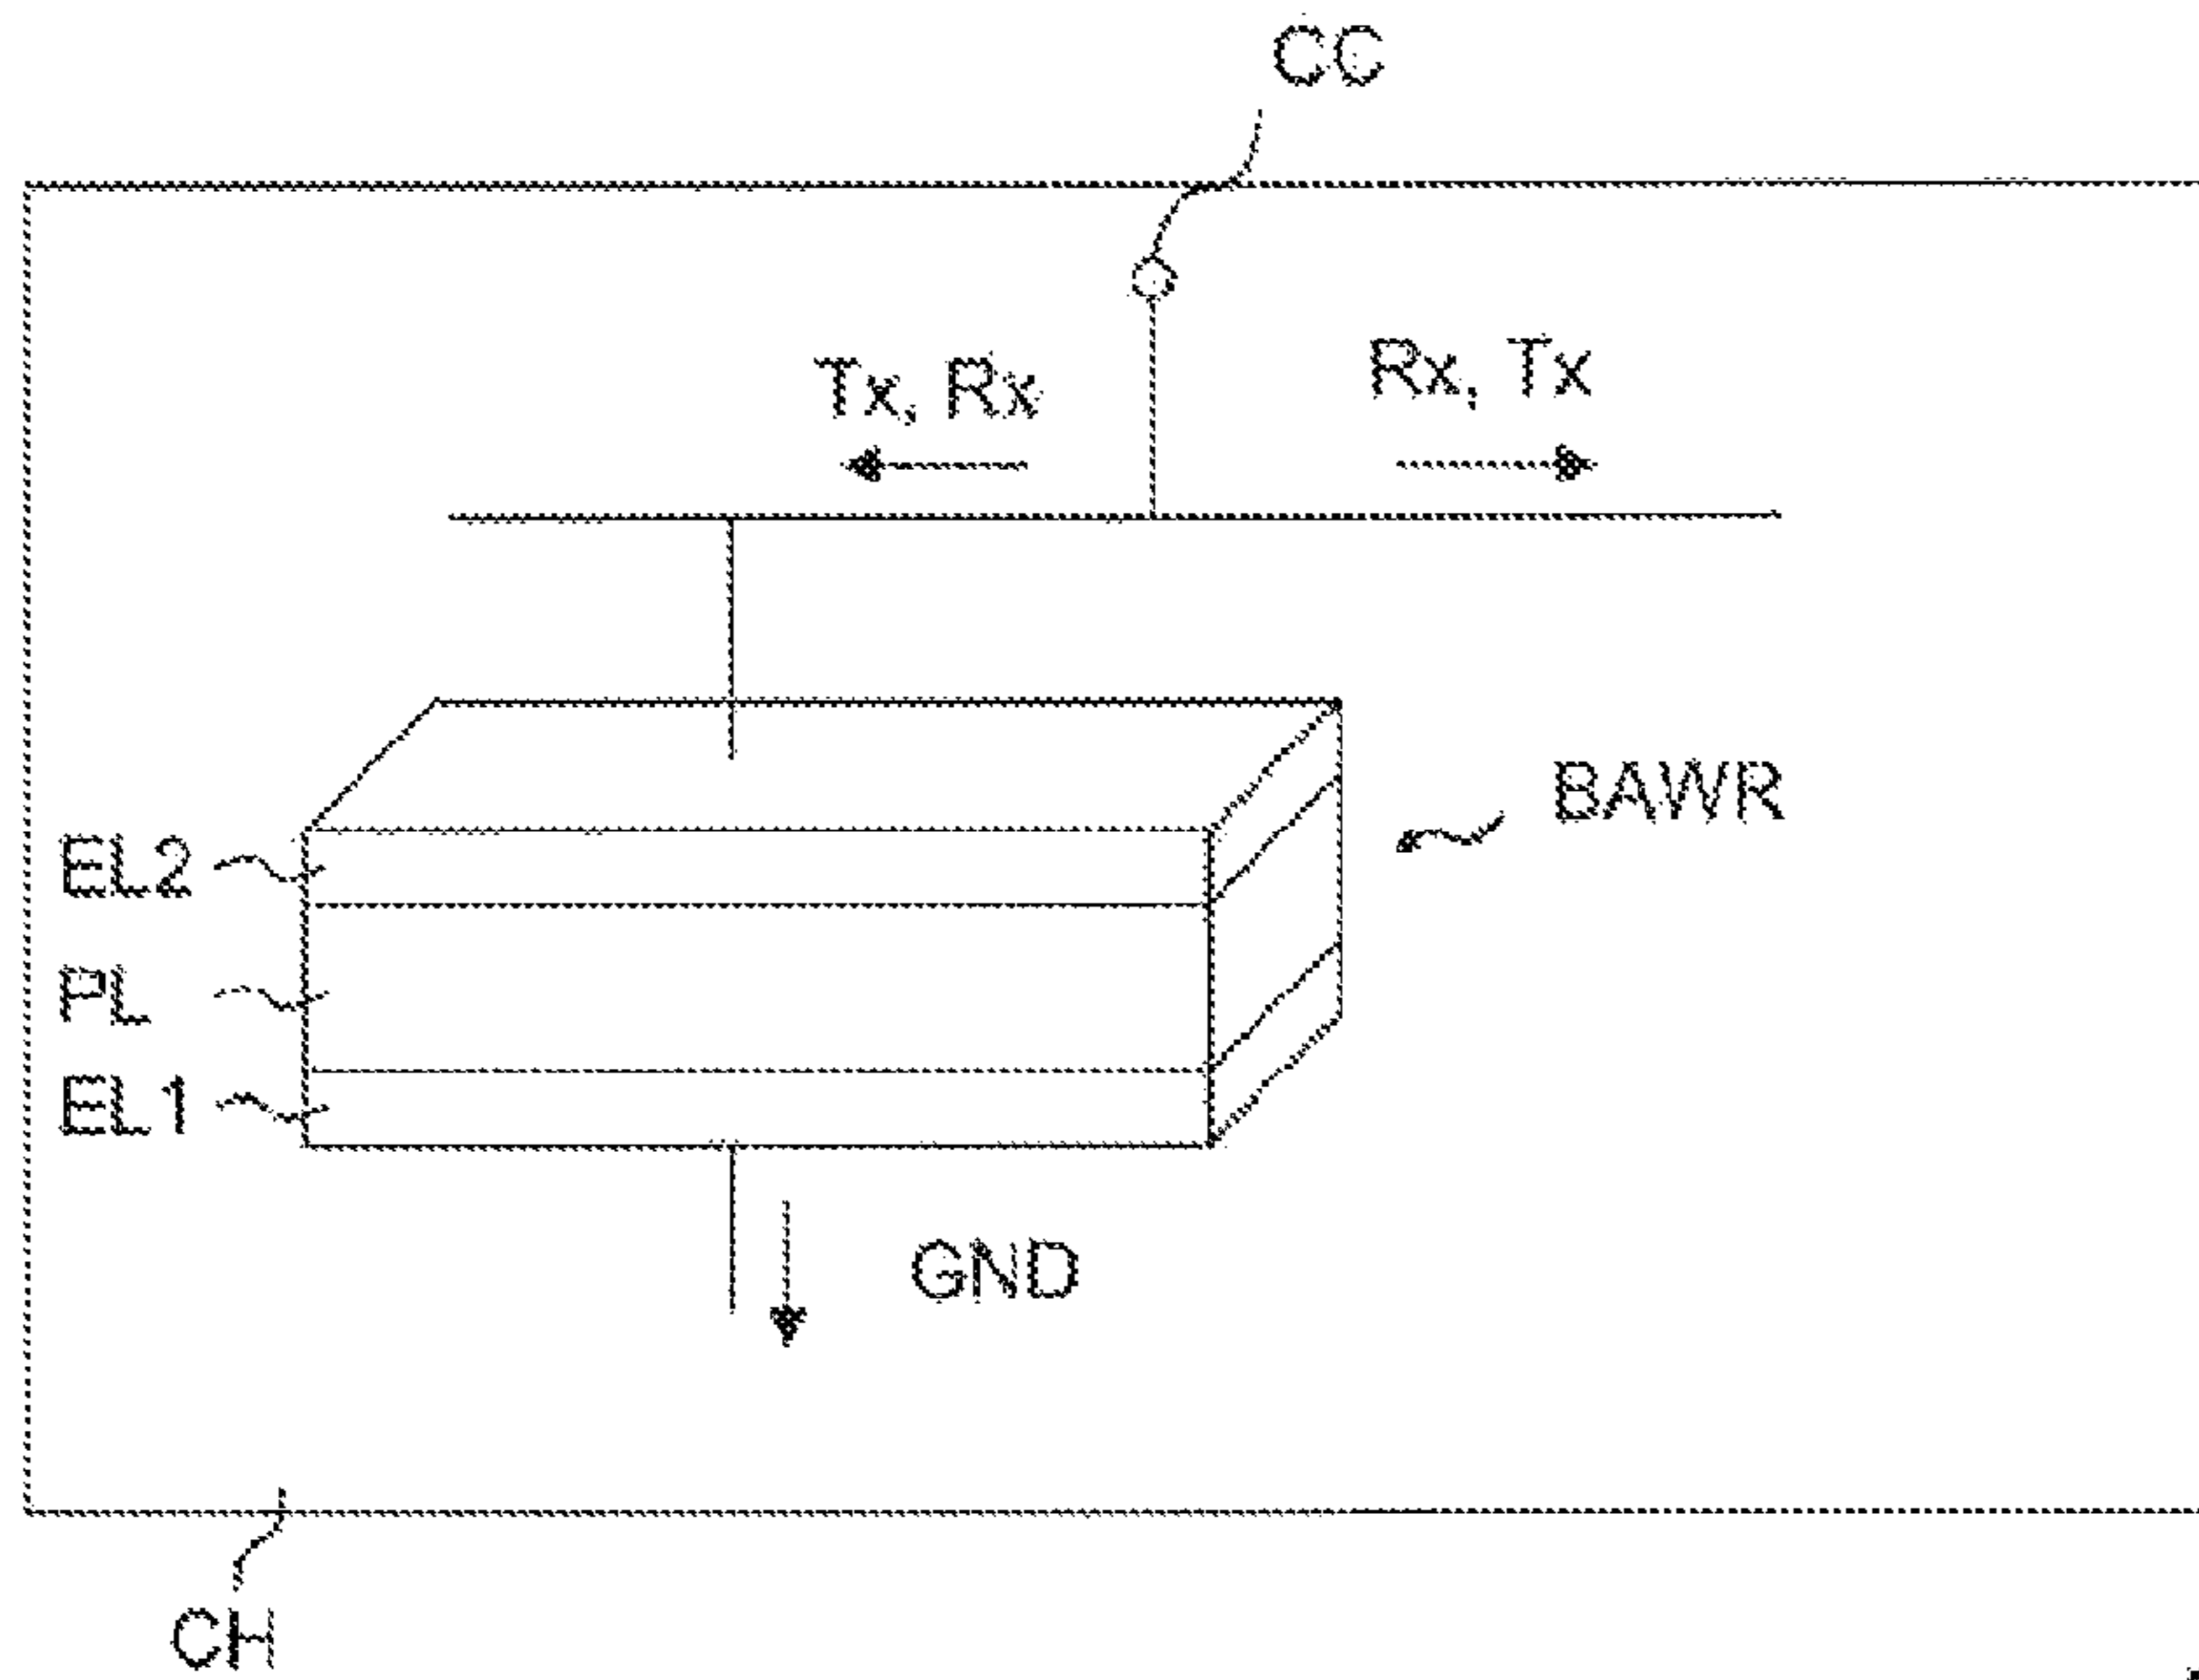 CC
Tx, Rx
Rx, Tx
BAWR
EL2
PL
EL1
GND
CH